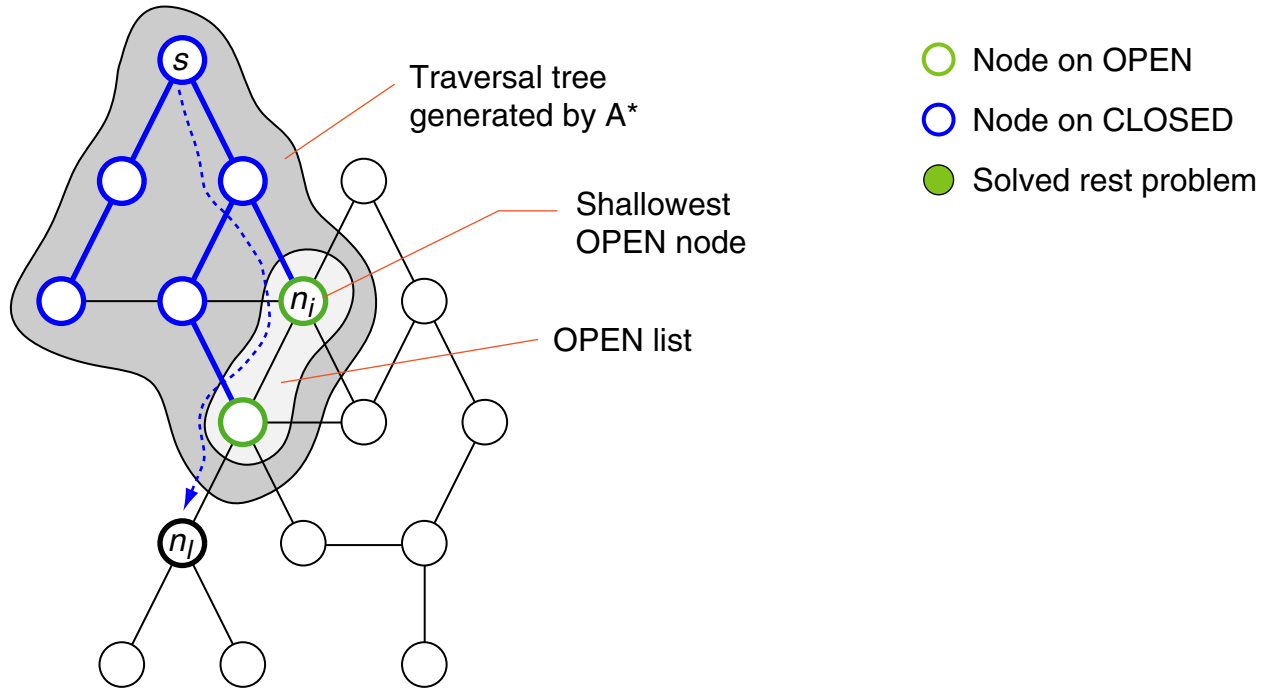 s
Traversal tree
generated by A*
Shallowest
OPEN node
n_i
OPEN list
n_l
Node on OPEN
Node on CLOSED
Solved rest problem